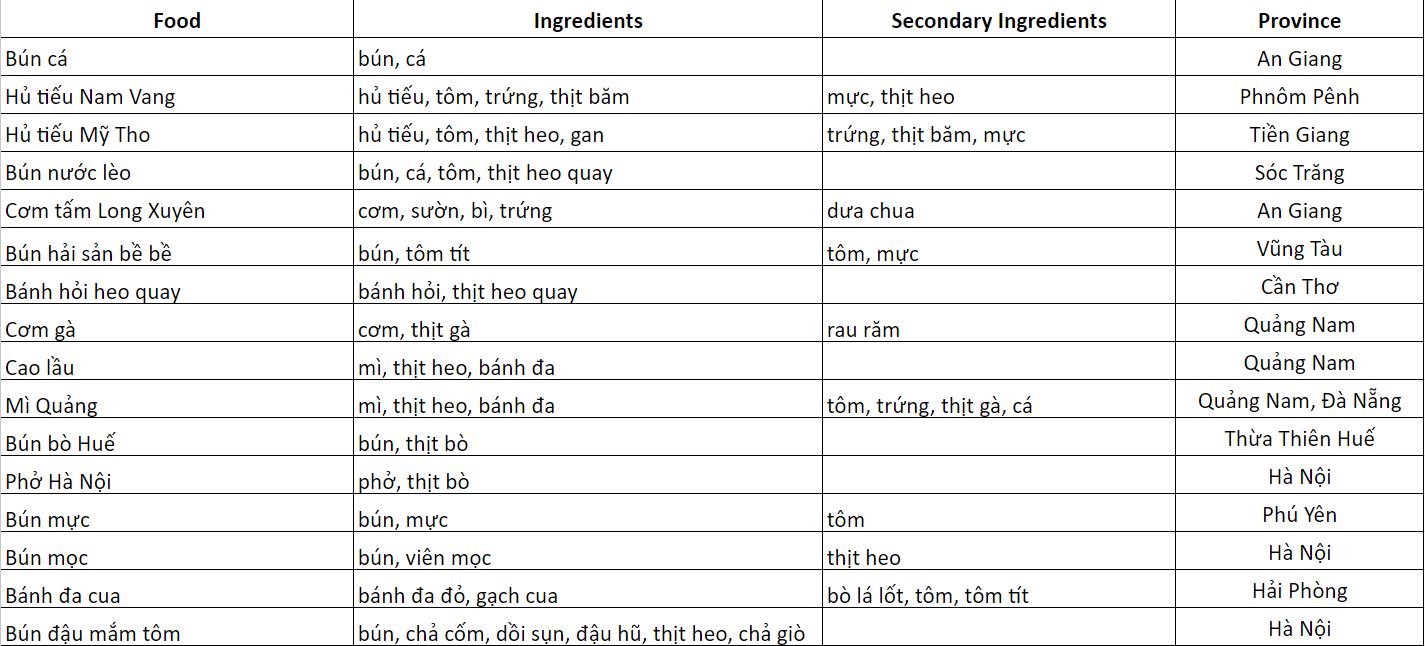 Food Ingredients Secondary Ingredients Province
Bún cá bún, cá An Giang
Hủ tiếu Nam Vang hủ tiếu, tôm, trứng, thịt băm mực, thịt heo Phnôm Pênh
Hủ tiếu Mỹ Tho hủ tiếu, tôm, thịt heo, gan trứng, thịt băm, mực Tiền Giang
Bún nước lèo bún, cá, tôm, thịt heo quay Sóc Trăng
Cơm tấm Long Xuyên cơm, sườn, bì, trứng dưa chua An Giang
Bún hải sản bề bề bún, tôm tít tôm, mực Vũng Tàu
Bánh hỏi heo quay bánh hỏi, thịt heo quay Cần Thơ
Cơm gà cơm, thịt gà rau răm Quảng Nam
Cao lầu mì, thịt heo, bánh đa Quảng Nam
Mì Quảng mì, thịt heo, bánh đa tôm, trứng, thịt gà, cá Quảng Nam, Đà Nẵng
Bún bò Huế bún, thịt bò Thừa Thiên Huế
Phở Hà Nội phở, thịt bò Hà Nội
Bún mực bún, mực tôm Phú Yên
Bún mọc bún, viên mọc thịt heo Hà Nội
Bánh đa cua bánh đa đỏ, gạch cua bò lá lốt, tôm, tôm tít Hải Phòng
Bún đậu mắm tôm bún, chả cốm, dồi sụn, đậu hũ, thịt heo, chả giò Hà Nội